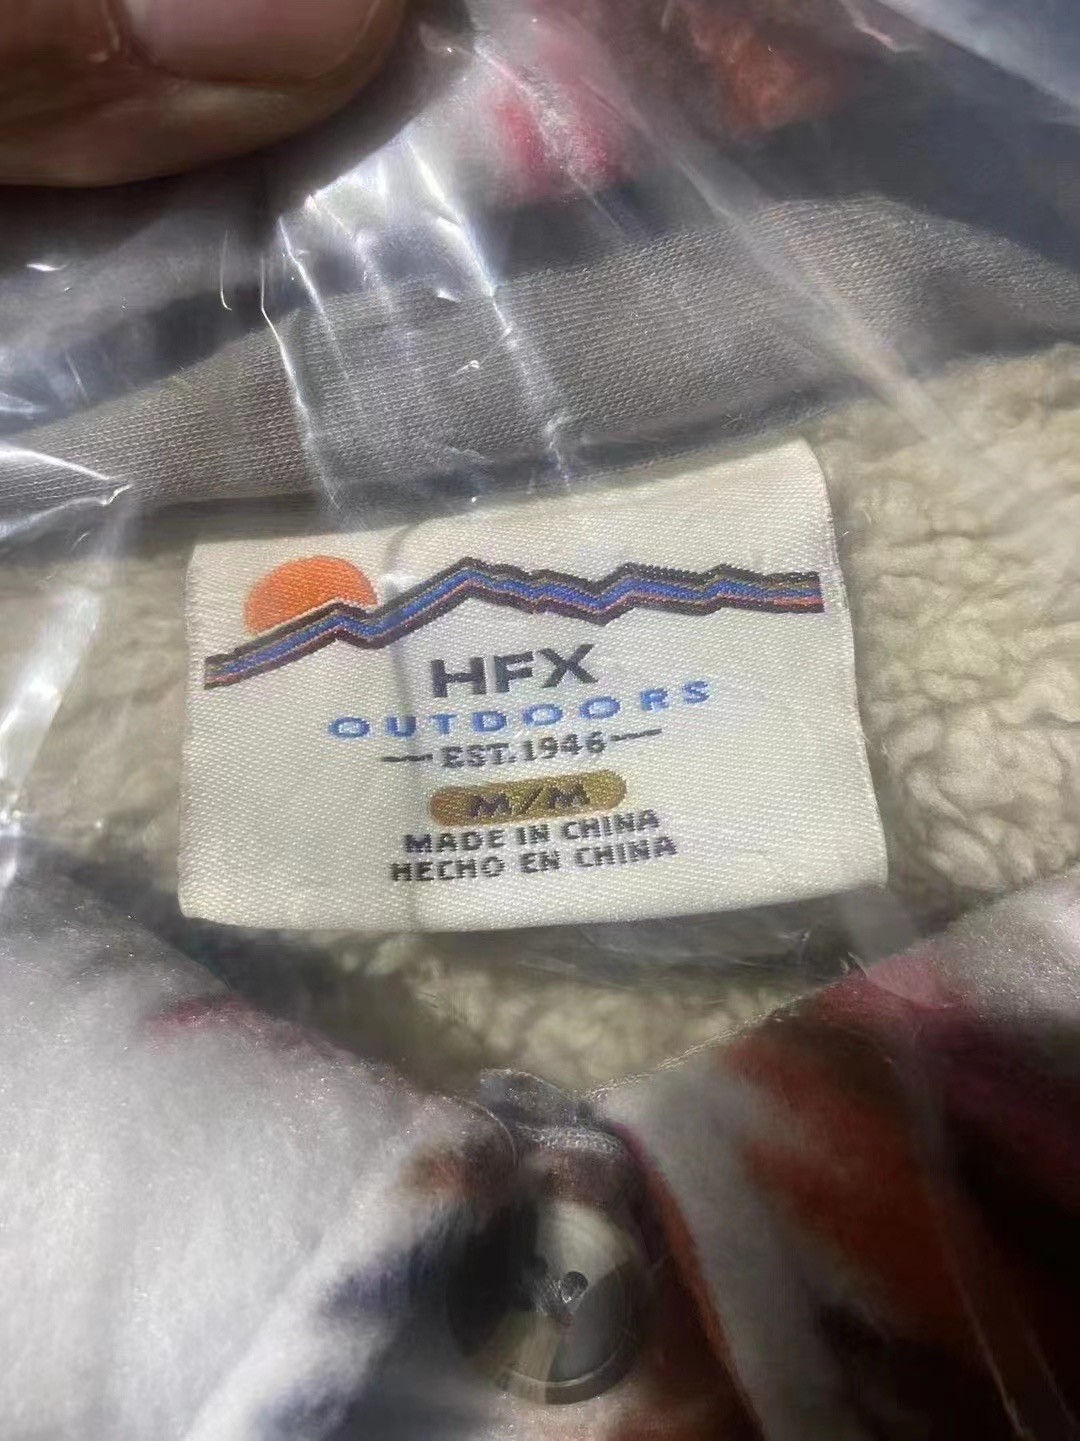 HFX
OUTDOORS
EST. 1946
M/M
MADE IN CHINA
HECHO EN CHINA